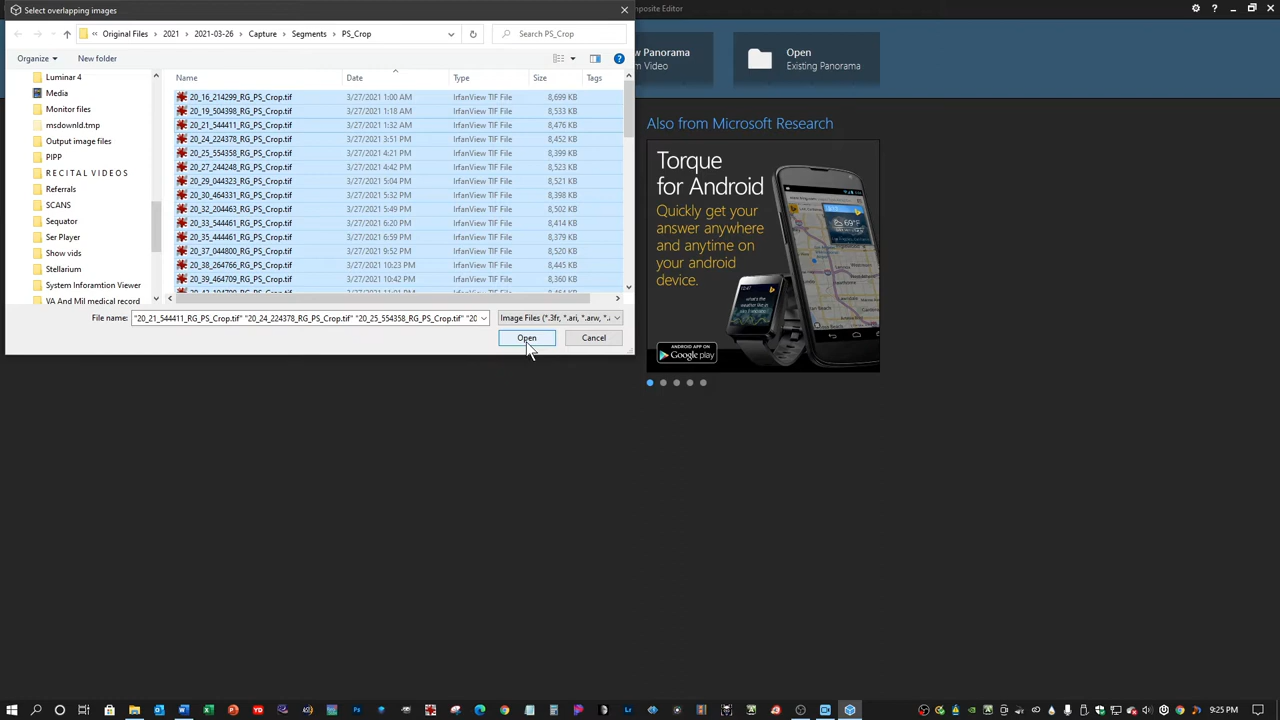 Select overlapping images
mposite Editor
Original Files > 2021 > 2021-03-26 > Capture > Segments > PS_Crop
Search PS_Crop
Organize
New folder
Name Date Type Size Tags
Luminar 4
Media
Monitor files
msdownld.tmp
Output image files
PIPP
R E C I T A L V I D E O S
Referrals
SCANS
Sequator
Ser Player
Show vids
Stellarium
System Inforamtion Viewer
VA And Mil medical record
20_16_214299_RG_PS_Crop.tif 3/27/2021 1:00 AM IrfanView TIF File 8,699 KB
20_19_504398_RG_PS_Crop.tif 3/27/2021 1:18 AM IrfanView TIF File 8,533 KB
20_21_544411_RG_PS_Crop.tif 3/27/2021 1:32 AM IrfanView TIF File 8,476 KB
20_24_224378_RG_PS_Crop.tif 3/27/2021 3:51 PM IrfanView TIF File 8,452 KB
20_25_554358_RG_PS_Crop.tif 3/27/2021 4:21 PM IrfanView TIF File 8,399 KB
20_27_244248_RG_PS_Crop.tif 3/27/2021 4:42 PM IrfanView TIF File 8,523 KB
20_29_044323_RG_PS_Crop.tif 3/27/2021 5:04 PM IrfanView TIF File 8,521 KB
20_30_464331_RG_PS_Crop.tif 3/27/2021 5:32 PM IrfanView TIF File 8,398 KB
20_32_204463_RG_PS_Crop.tif 3/27/2021 5:49 PM IrfanView TIF File 8,502 KB
20_33_544461_RG_PS_Crop.tif 3/27/2021 6:20 PM IrfanView TIF File 8,379 KB
20_35_444461_RG_PS_Crop.tif 3/27/2021 6:59 PM IrfanView TIF File 8,379 KB
20_37_044800_RG_PS_Crop.tif 3/27/2021 9:52 PM IrfanView TIF File 8,520 KB
20_38_264766_RG_PS_Crop.tif 3/27/2021 10:23 PM IrfanView TIF File 8,445 KB
20_39_464709_RG_PS_Crop.tif 3/27/2021 10:42 PM IrfanView TIF File 8,360 KB
File name: "20_21_544411_RG_PS_Crop.tif" "20_24_224378_RG_PS_Crop.tif" "20_25_554358_RG_PS_Crop.tif" "20
Image Files (*.3fr, *.ari, *.arw, *.
Open
Cancel
w Panorama
m Video
Open
Existing Panorama
Also from Microsoft Research
Torque
for Android
Quickly get your
answer anywhere
and anytime on
your android
device.
ANDROID APP ON
Google play
9:25 PM